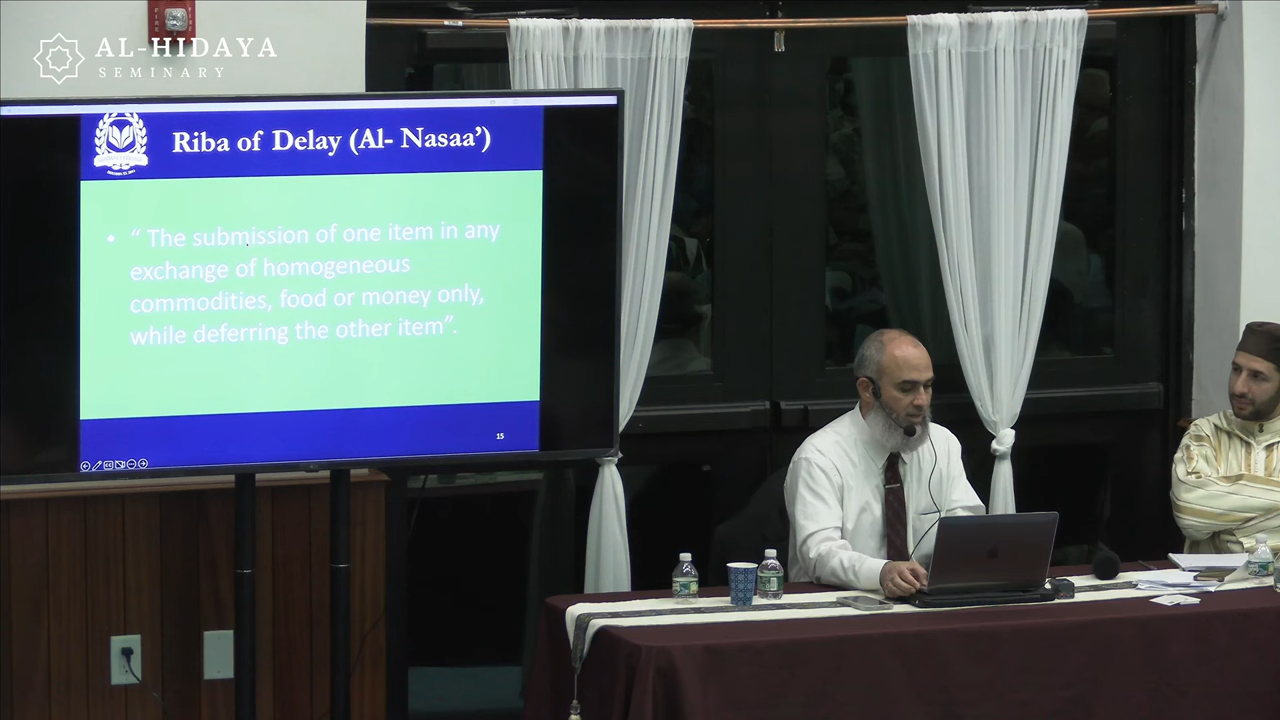 FIRE
AL-HIDAYA
SEMINARY
Riba of Delay (Al- Nasaa’)
• “ The submission of one item in any
exchange of homogeneous
commodities, food or money only,
while deferring the other item”.
15